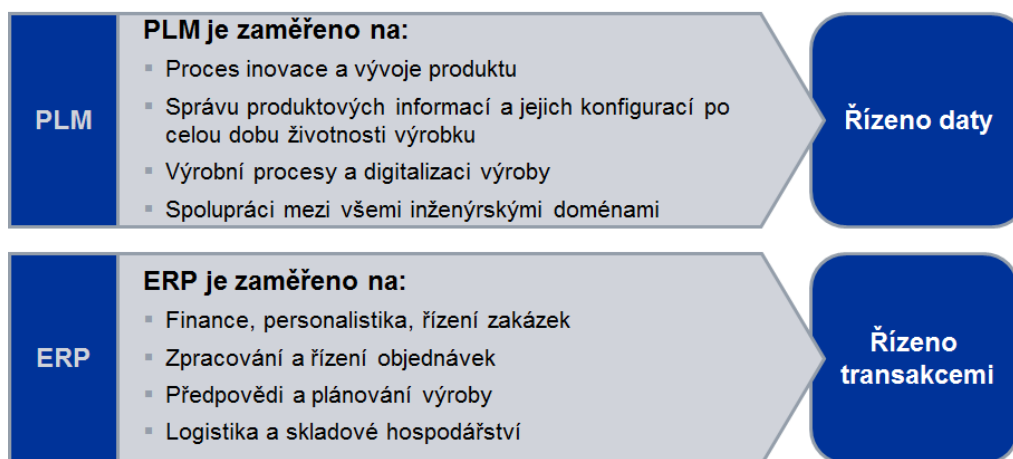 PLM
PLM je zaměřeno na:
▪ Proces inovace a vývoje produktu
▪ Správu produktových informací a jejich konfigurací po
celou dobu životnosti výrobku
▪ Výrobní procesy a digitalizaci výroby
▪ Spolupráci mezi všemi inženýrskými doménami
Řízeno daty
ERP
ERP je zaměřeno na:
▪ Finance, personalistika, řízení zakázek
▪ Zpracování a řízení objednávek
▪ Předpovědi a plánování výroby
▪ Logistika a skladové hospodářství
Řízeno
transakcemi